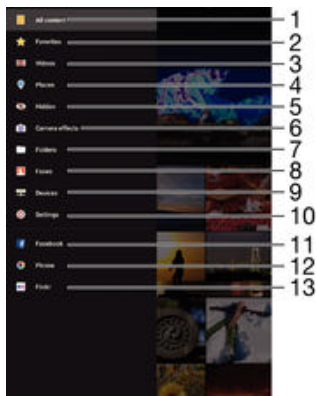 All content 1
Favorites 2
Videos 3
Places 4
Hidden 5
Camera effects 6
Folders 7
Faces 8
Devices 9
Settings 10
Facebook 11
Picasa 12
Flickr 13